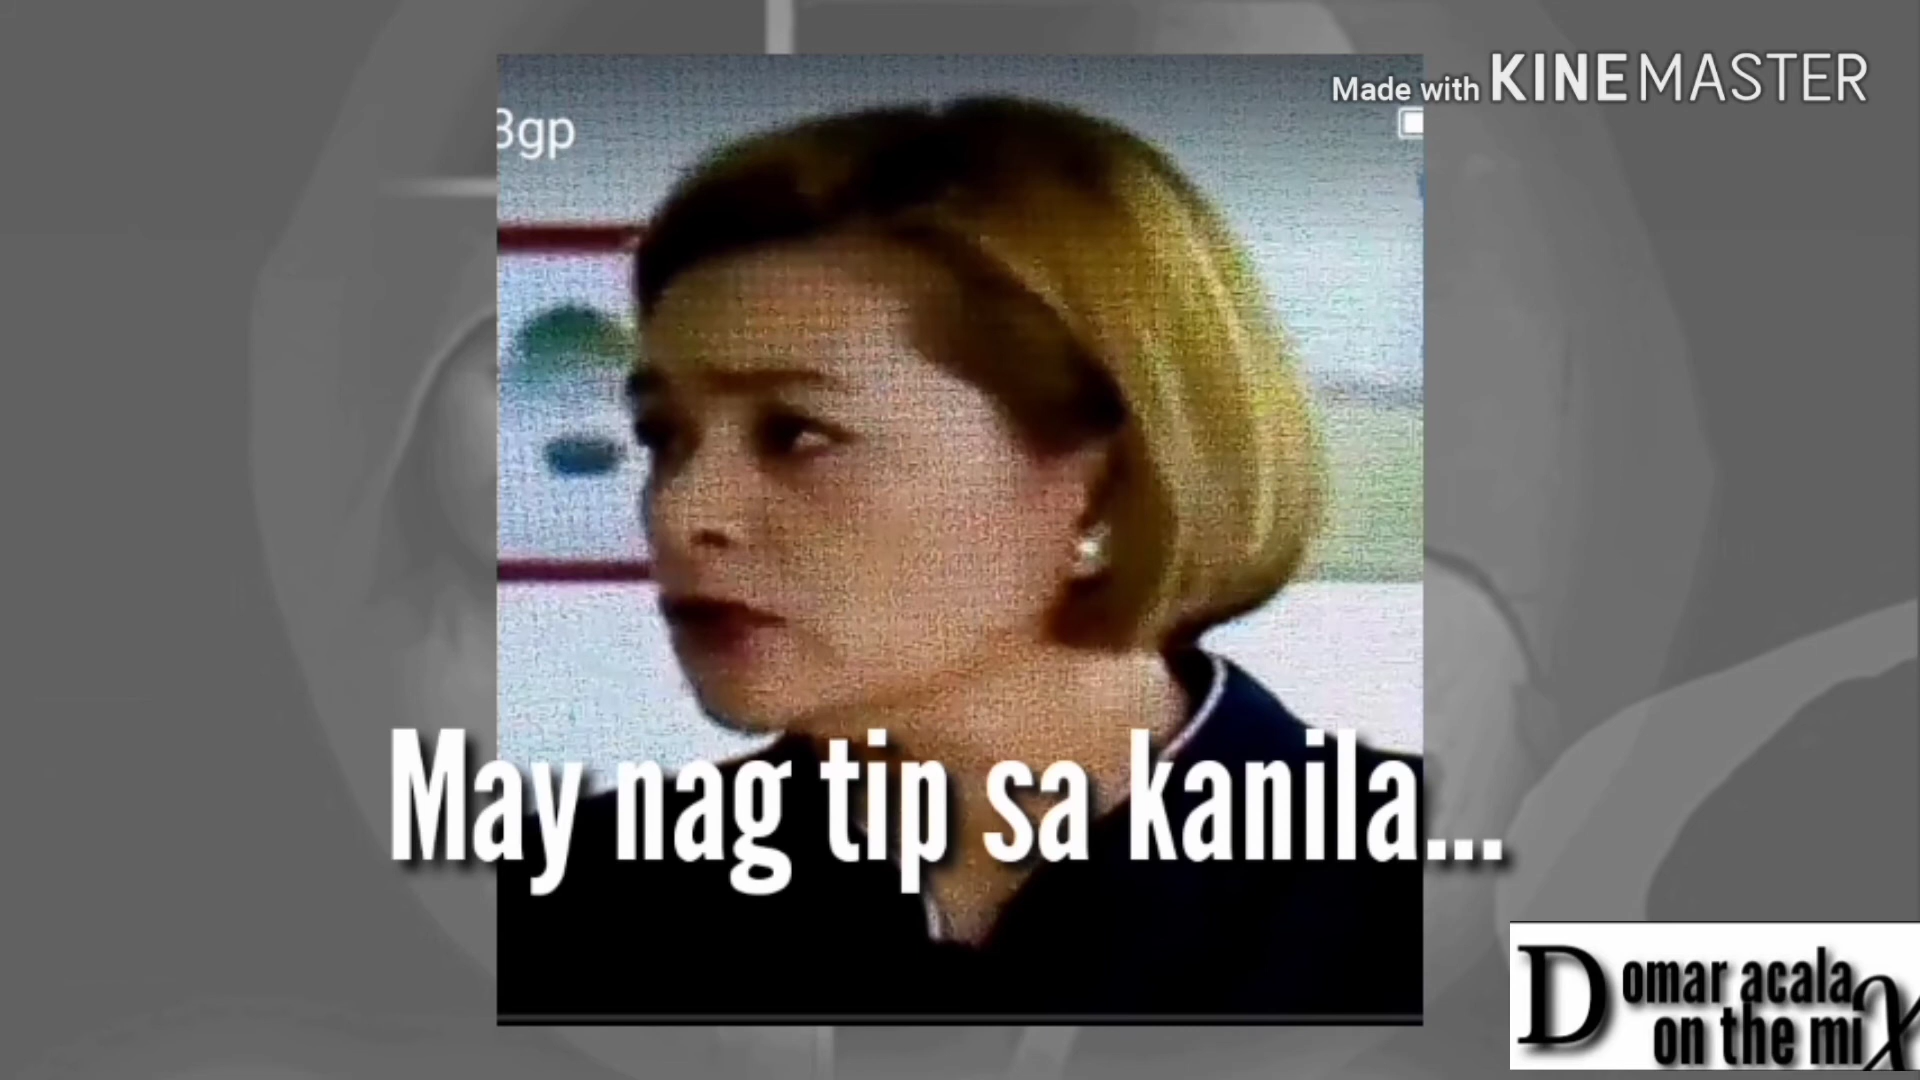 Made with KINEMASTER
3gp
May nag tip sa kanila...
Domar acala
on the mix